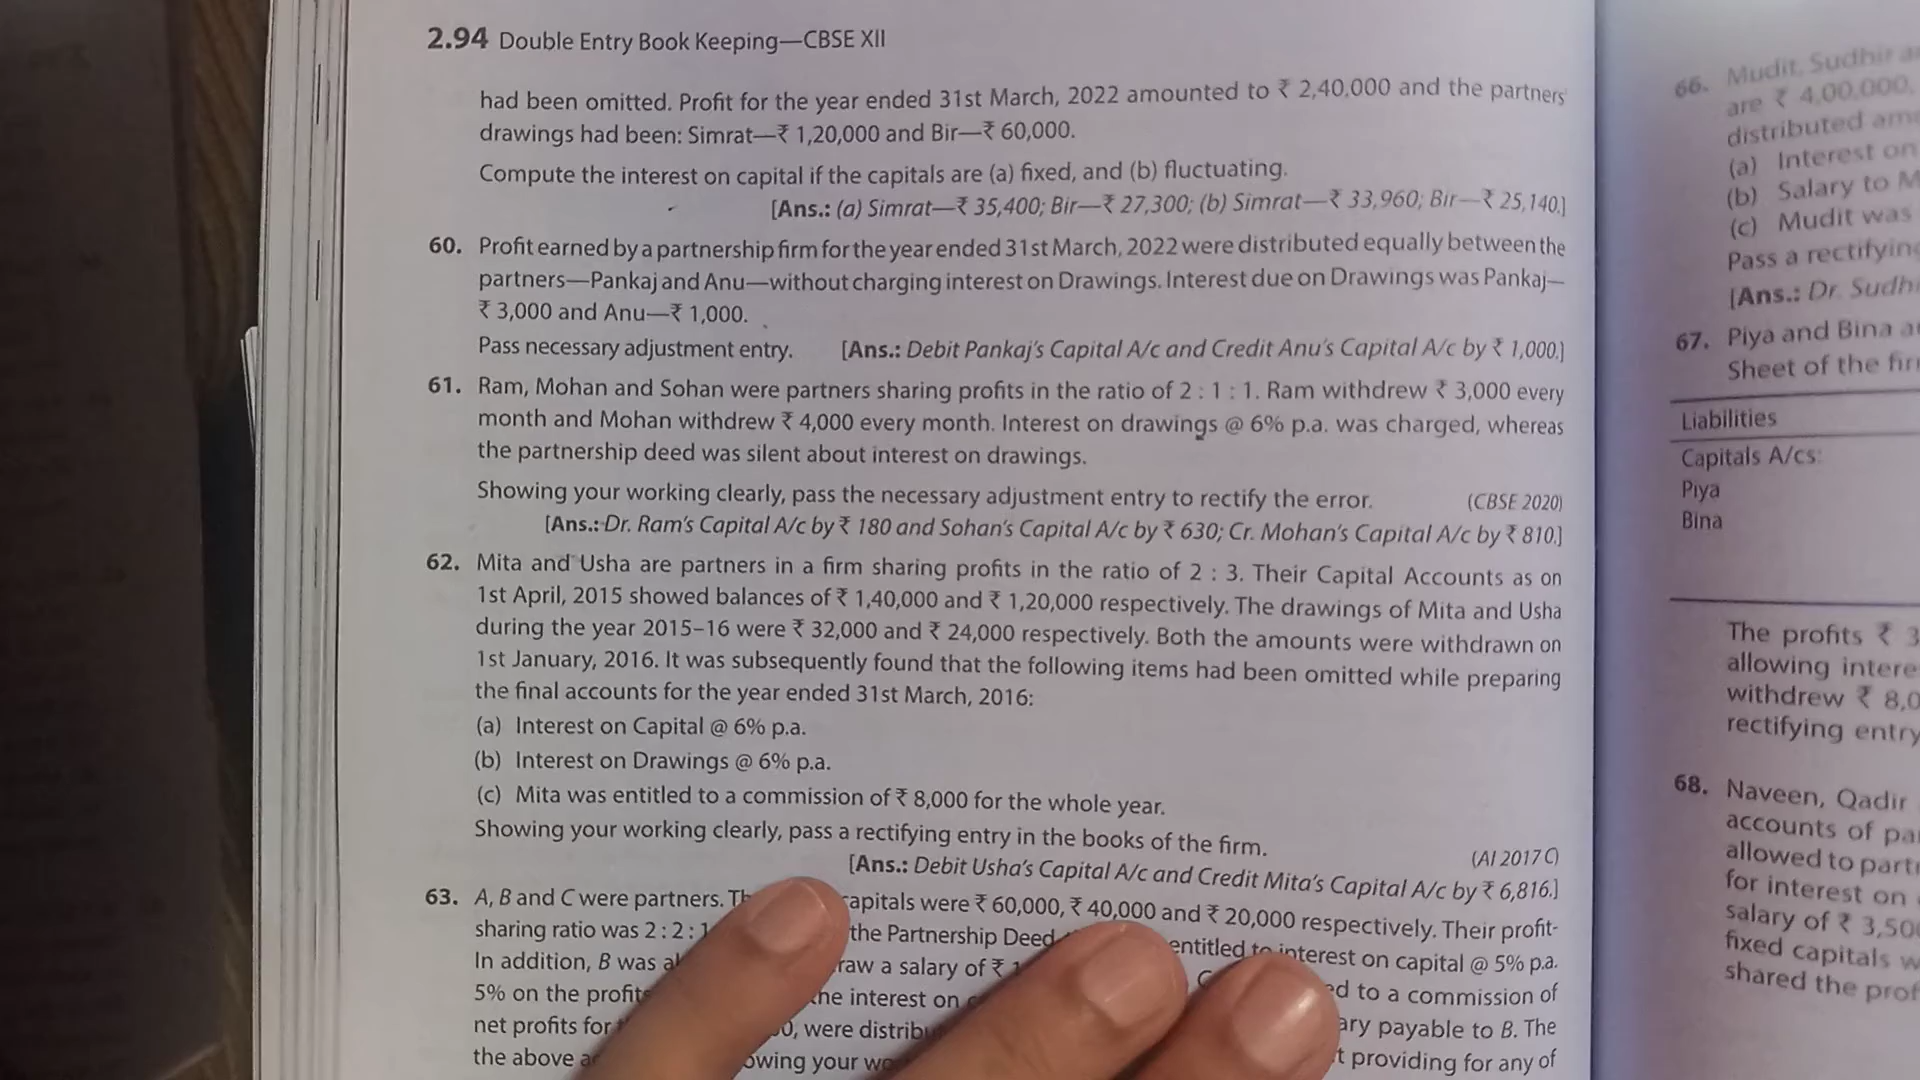 2.94 Double Entry Book Keeping—CBSE XII
had been omitted. Profit for the year ended 31st March, 2022 amounted to ₹ 2,40,000 and the partners'
drawings had been: Simrat—₹ 1,20,000 and Bir—₹ 60,000.
Compute the interest on capital if the capitals are (a) fixed, and (b) fluctuating.
[Ans.: (a) Simrat—₹ 35,400; Bir—₹ 27,300; (b) Simrat—₹ 33,960; Bir—₹ 25,140.]
60. Profit earned by a partnership firm for the year ended 31st March, 2022 were distributed equally between the
partners—Pankaj and Anu—without charging interest on Drawings. Interest due on Drawings was Pankaj—
₹ 3,000 and Anu—₹ 1,000.
Pass necessary adjustment entry. [Ans.: Debit Pankaj's Capital A/c and Credit Anu's Capital A/c by ₹ 1,000.]
61. Ram, Mohan and Sohan were partners sharing profits in the ratio of 2 : 1 : 1. Ram withdrew ₹ 3,000 every
month and Mohan withdrew ₹ 4,000 every month. Interest on drawings @ 6% p.a. was charged, whereas
the partnership deed was silent about interest on drawings.
Showing your working clearly, pass the necessary adjustment entry to rectify the error. (CBSE 2020)
[Ans.: Dr. Ram's Capital A/c by ₹ 180 and Sohan's Capital A/c by ₹ 630; Cr. Mohan's Capital A/c by ₹ 810.]
62. Mita and Usha are partners in a firm sharing profits in the ratio of 2 : 3. Their Capital Accounts as on
1st April, 2015 showed balances of ₹ 1,40,000 and ₹ 1,20,000 respectively. The drawings of Mita and Usha
during the year 2015–16 were ₹ 32,000 and ₹ 24,000 respectively. Both the amounts were withdrawn on
1st January, 2016. It was subsequently found that the following items had been omitted while preparing
the final accounts for the year ended 31st March, 2016:
(a) Interest on Capital @ 6% p.a.
(b) Interest on Drawings @ 6% p.a.
(c) Mita was entitled to a commission of ₹ 8,000 for the whole year.
Showing your working clearly, pass a rectifying entry in the books of the firm. (AI 2017 C)
[Ans.: Debit Usha's Capital A/c and Credit Mita's Capital A/c by ₹ 6,816.]
63. A, B and C were partners. capitals were ₹ 60,000, ₹ 40,000 and ₹ 20,000 respectively. Their profit-
sharing ratio was 2 : 2 : 1 the Partnership Deed entitled to interest on capital @ 5% p.a.
In addition, B was a salary of ₹
5% on the profits interest on ed to a commission of
net profits for 0, were payable to B. The
the above your providing for any of
66. Mudit, Sudhir
are ₹ 4,00,000,
distributed
(a) Interest on
(b) Salary to M
(c) Mudit was
Pass a rectifying
[Ans.: Dr. Sudh
67. Piya and Bina
Sheet of the
Liabilities
Capitals A/cs:
Piya
Bina
The profits ₹ 3
allowing intere
withdrew ₹ 8,0
rectifying entry
68. Naveen, Qadir
accounts of
allowed to
for interest on
salary of ₹ 3,50
fixed capitals
shared the prof